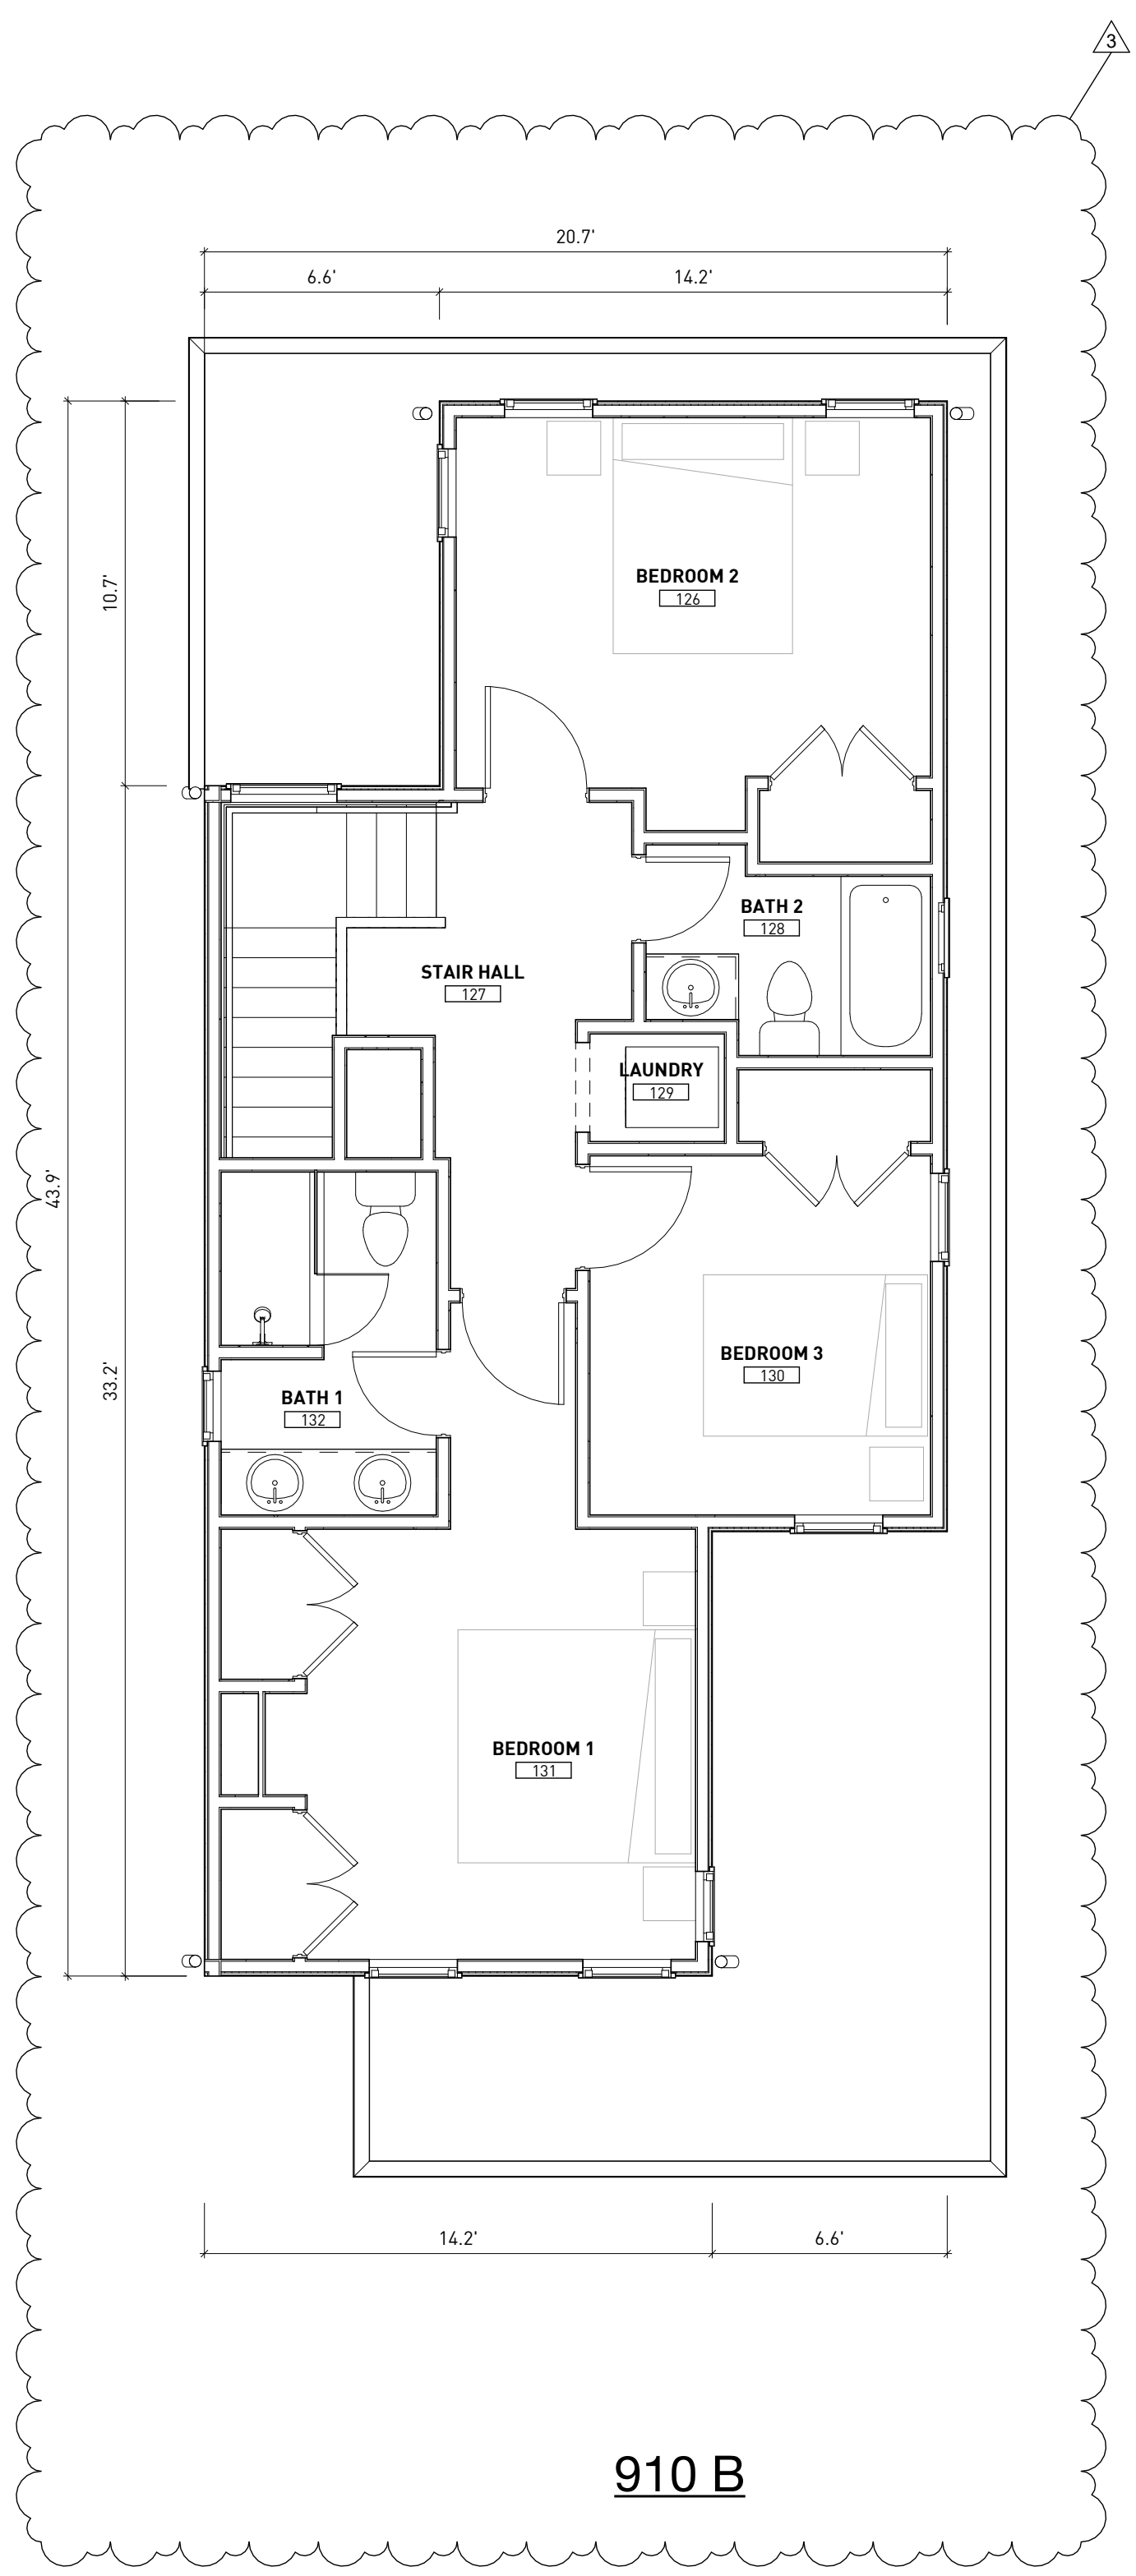 3
20.7'
6.6'
14.2'
10.7'
BEDROOM 2
126
BATH 2
128
STAIR HALL
127
LAUNDRY
129
43.9'
33.2'
BEDROOM 3
130
BATH 1
132
BEDROOM 1
131
14.2'
6.6'
910 B